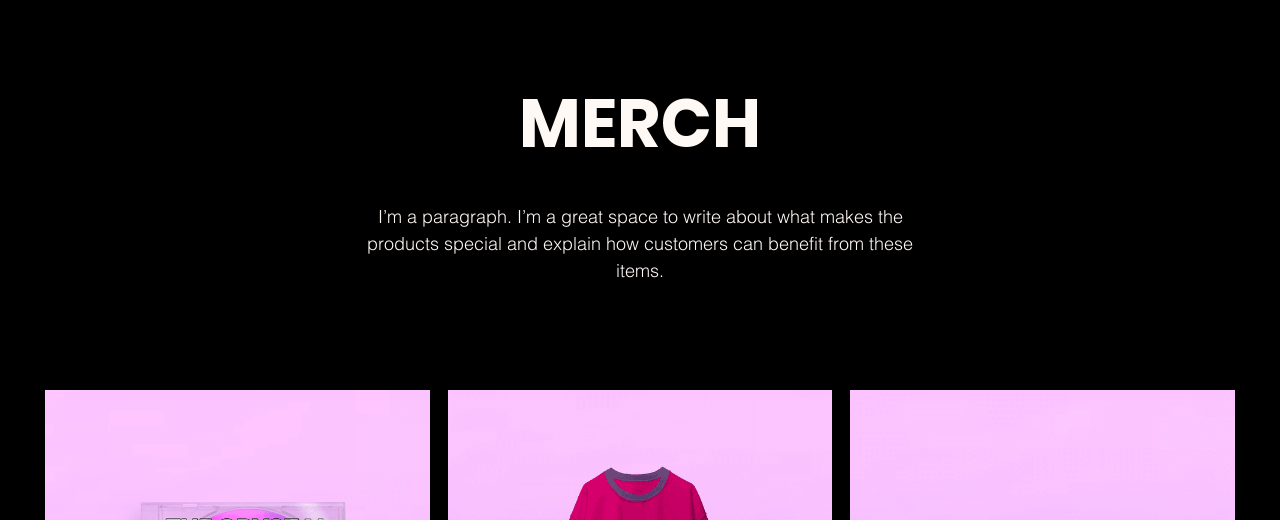 MERCH
I'm a paragraph. I'm a great space to write about what makes the
products special and explain how customers can benefit from these
items.